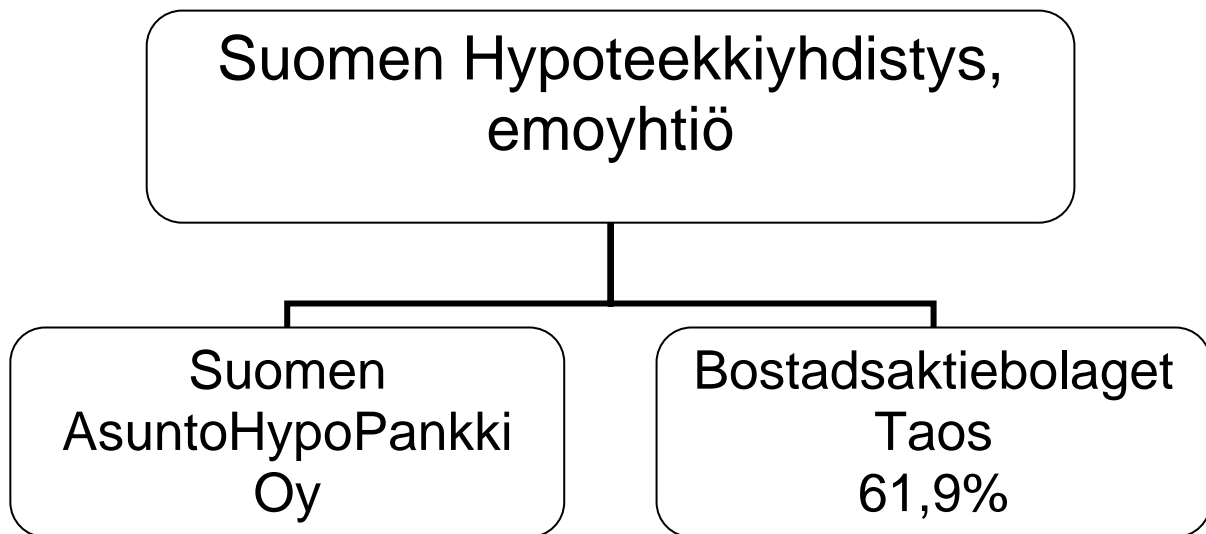 Suomen Hypoteekkiyhdistys,
emoyhtiö
Suomen
AsuntoHypoPankki
Oy
Bostadsaktiebolaget
Taos
61,9%